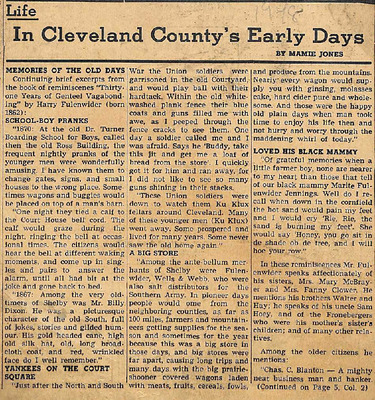 Life
In Cleveland County's Early Days
BY MAMIE JONES
MEMORIES OF THE OLD DAYS
Continuing brief excerpts from
the book of reminiscenes "Thirty-
one Years of Genteel Vagabond-
ing" by Harry Fulenwider (born
1862):
SCHOOL-BOY PRANKS
"1870: At the old Dr. Turner
Boarding School for Boys, called
then the old Ross Building, the
frequent nightly pranks of the
younger men were wonderfully
amusing. I have known them to
change gates, signs, and small
houses to the wrong place. Some-
times wagons and buggies would
be placed on top of a man's barn.
"One night they tied a calf to
the Court House bell cord. The
calf would graze during the
night, ringing the bell at occas-
ional times. The citizens would
hear the bell at different waking
moments, and come up in sing-
les and pairs to answer the
alarm, until all had bit at the
joke and gone back to bed.
"1867: Among the very old-
timers of Shelby was Mr. Billy
Dixon. He was a picturesque
character of the old South, full
of jokes, stories and gilded hum-
our. His gold headed cane, high
old silk hat, old, long broad-
cloth coat, and red, wrinkled
face do I well remember."
YANKEES ON THE COURT
SQUARE
"Just after the North and South
War the Union soldiers were
garrisoned in the old Courtyard,
and would play ball with their
hardtack. Within the old white-
washed plank fence their blue
coats and guns filled me with
awe, as I peeped through the
fence cracks to see them. One
day a soldier called me and I
was afraid. Says he 'Buddy, take
this jit and get me a loaf of
bread from the store'. I quickly
got it for him and ran away, for
I did not like to see so many
guns shining in their stacks.
"These Union soldiers were
down to watch them Ku Klux
fellars around Cleveland. Many
of these younger men (Ku Klux)
went away. Some prospered and
lived for many years. Some never
saw the old home again."
A BIG STORE
"Among the ante-bellum mer-
chants of Shelby were Fulen-
wider, Wells & Webb, who were
also salt distributors for the
Southern Army. In pioneer days
people would come from the
neighboring counties, as far as
100 miles, farmers and mountain-
eers getting supplies for the sea-
son and sometimes for the year
because this was a big store in
those days, and big stores were
far apart, causing long trips and
many days with the big prairie-
shooner covered wagons laden
with meats, fruits, cereals, fowls,
and produce from the mountains.
Nearly every wagon would sup-
ply you with ginsing, molasses
cake, hard cider pure and whole-
some. And those were the happy
old plain days when man took
time to enjoy his life then and
not hurry and worry through the
maddening whirl of today."
LOVED HIS BLACK MAMMY
"Of grateful memories when a
little farmer boy, none are nearer
to my heart than those that tell
of our black mammy Marthie Ful-
enwider Jennings. Well do I re-
call when down in the cornfield
the hot sand would pain my feet
and I would cry 'Rie, Rie, the
sand is burning my feet'. She
would say 'Honey, you go sit in
the shade ob de tree, and I will
hoe your row'."
In these reminiscences Mr. Ful-
enwider speaks affectionately of
his sisters, Mrs. Mary McBray-
er and Mrs. Fanny Clower. He
mentions his brothers Walter and
Hay; he speaks of his uncle Sam
Hoey, and of the Fronebergers
who were his mother's sister's
children; and of many other rela-
tives.
Among the older citizens he
mentions:
"Chas. C. Blanton — A mighty
neat business man and banker
(Continued on Page 5, Col. 2)